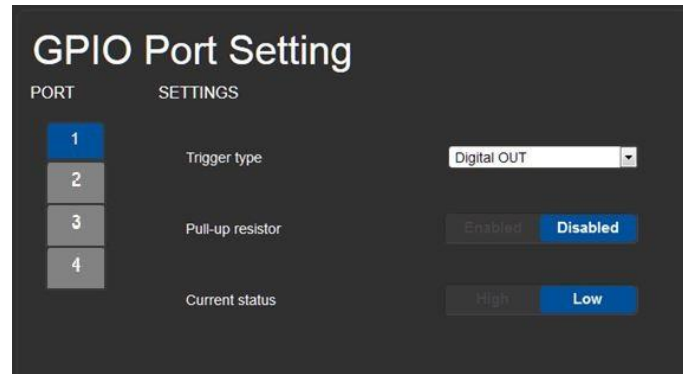 GPIO Port Setting
PORT SETTINGS
1
Trigger type Digital OUT
2
3
Pull-up resistor Enabled Disabled
4
Current status High Low